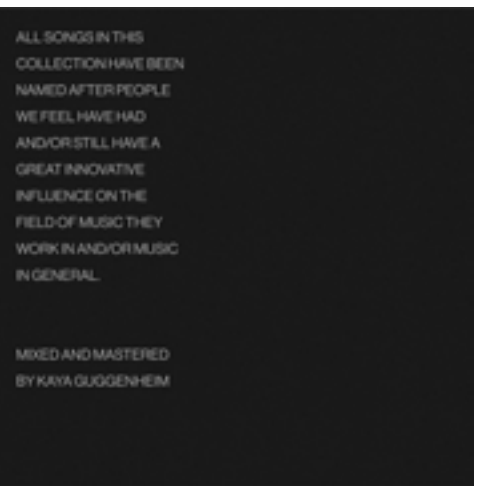 ALL SONGS IN THIS
COLLECTION HAVE BEEN
NAMED AFTER PEOPLE
WE FEEL HAVE HAD
AND/OR STILL HAVE A
GREAT INNOVATIVE
INFLUENCE ON THE
FIELD OF MUSIC THEY
WORK IN AND/OR MUSIC
IN GENERAL.
MIXED AND MASTERED
BY KAYA GUGGENHEIM